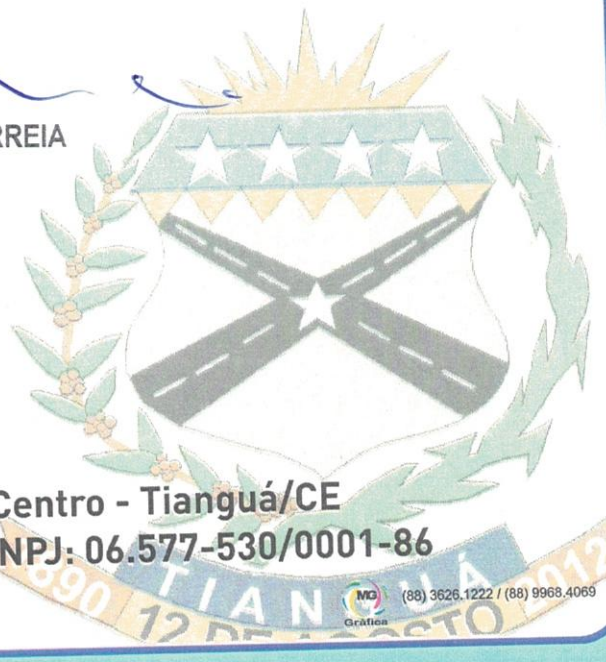 RREIA
Centro - Tianguá/CE
NPJ: 06.577-530/0001-86
890 TIANGUÁ 2012
12 DE AGOSTO
MG Gráfica
(88) 3626.1222 / (88) 9968.4069